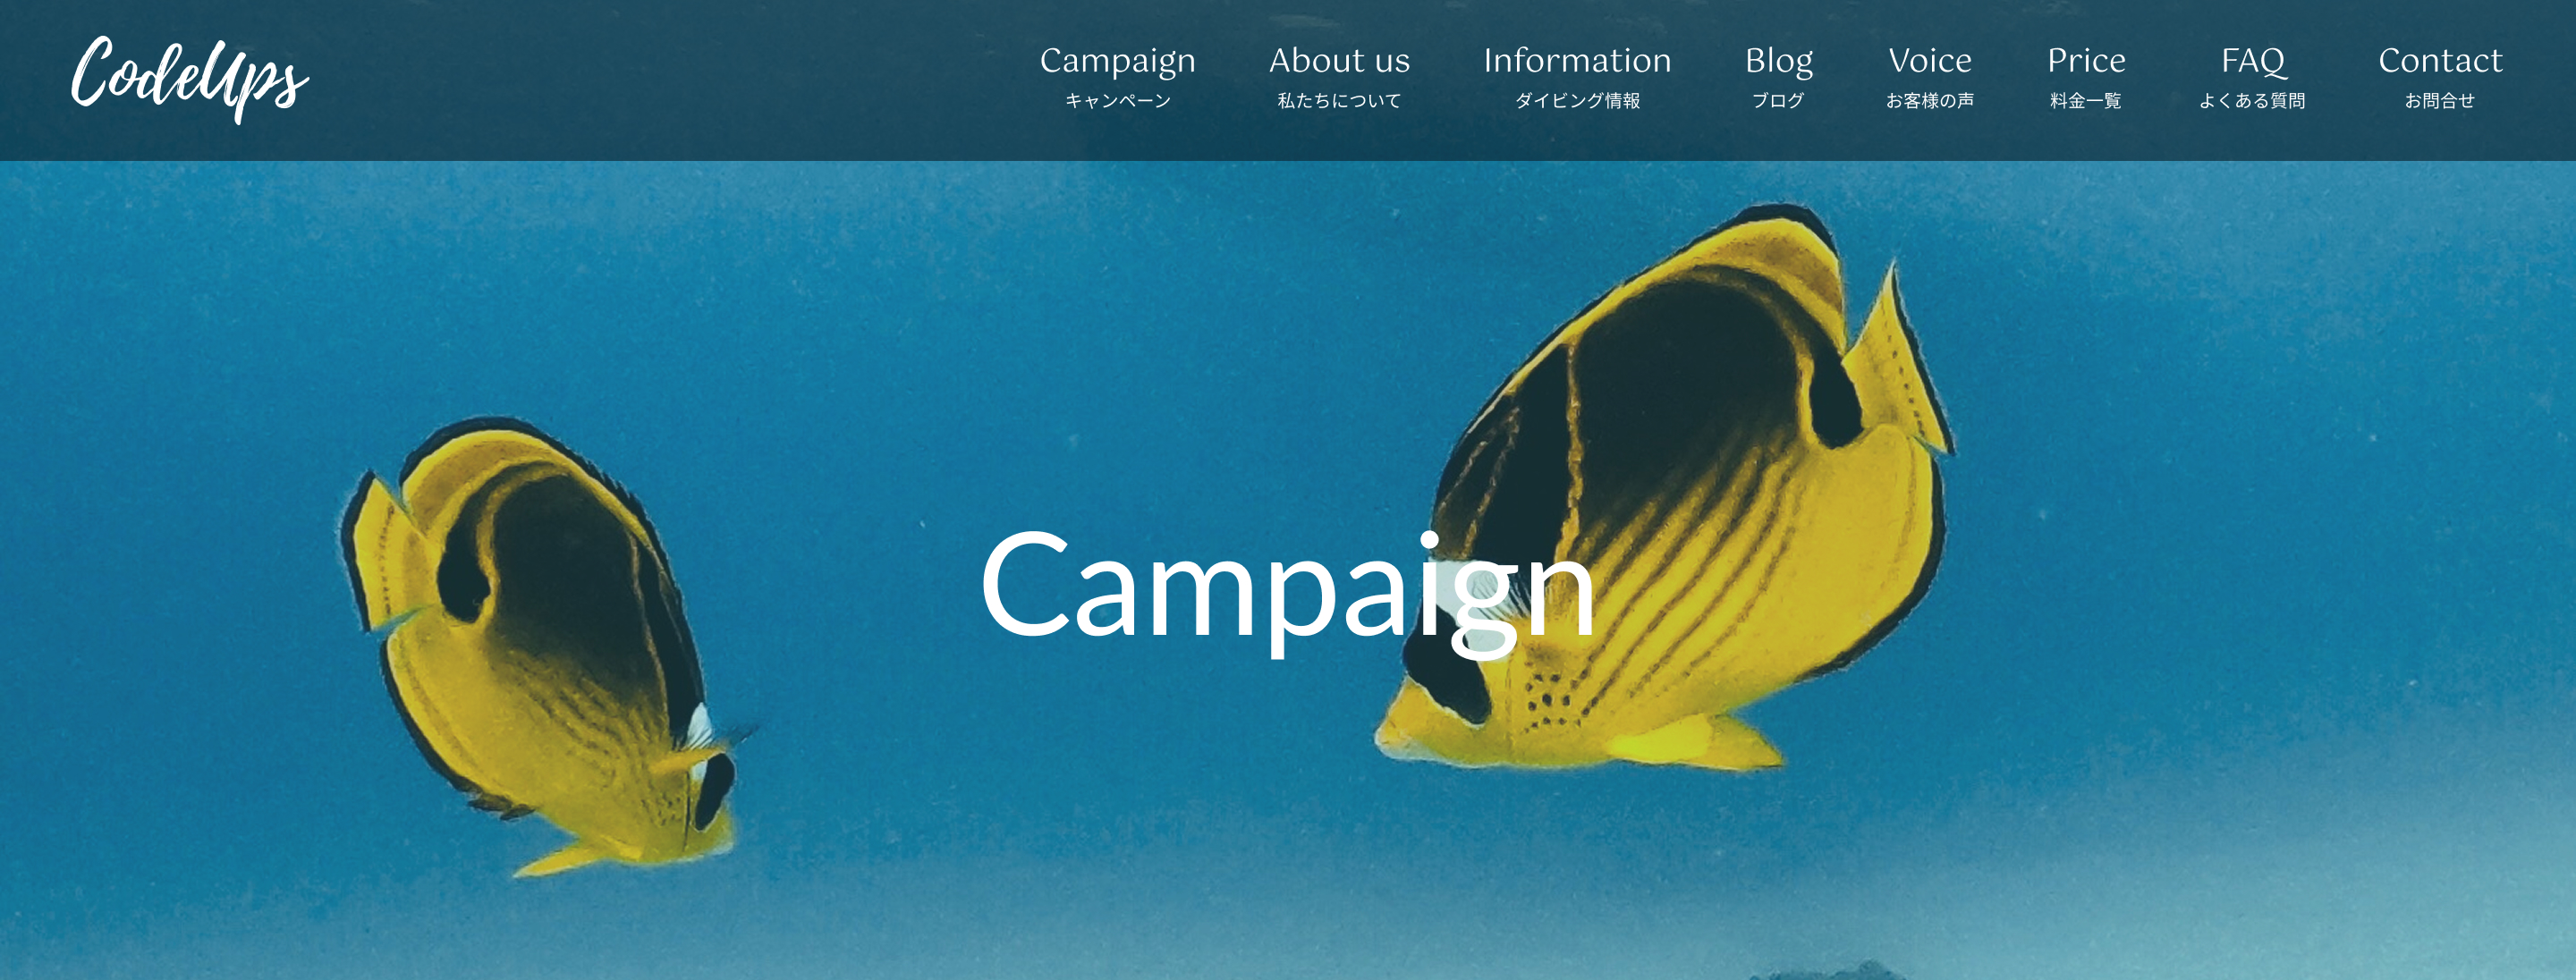 CodeUps
Campaign About us Information Blog Voice Price FAQ Contact
キャンペーン 私たちについて ダイビング情報 ブログ お客様の声 料金一覧 よくある質問 お問合せ
Campaign